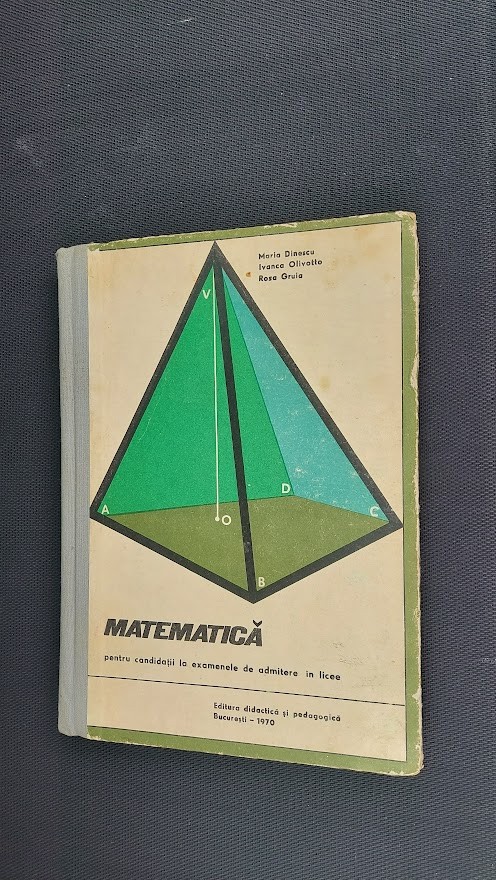 Maria Dinescu
Ivanca Olivotto
Rosa Gruia
V
A
D
C
O
B
MATEMATICĂ
pentru candidații la examenele de admitere in licee
Editura didactică și pedagogică
București – 1970